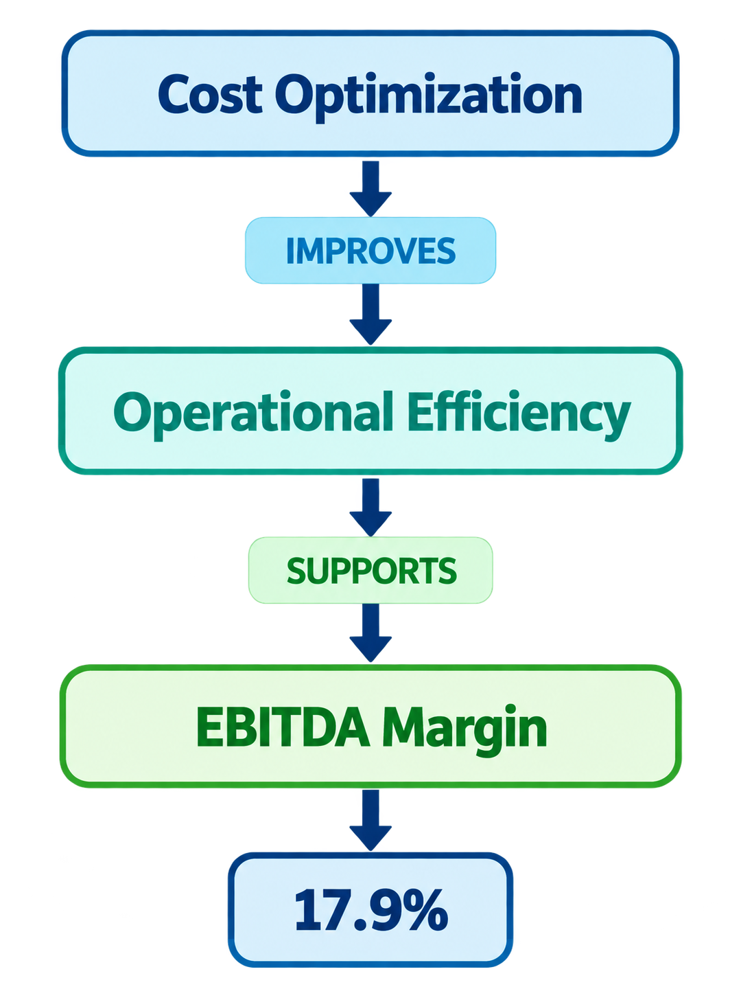 Cost Optimization
IMPROVES
Operational Efficiency
SUPPORTS
EBITDA Margin
17.9%